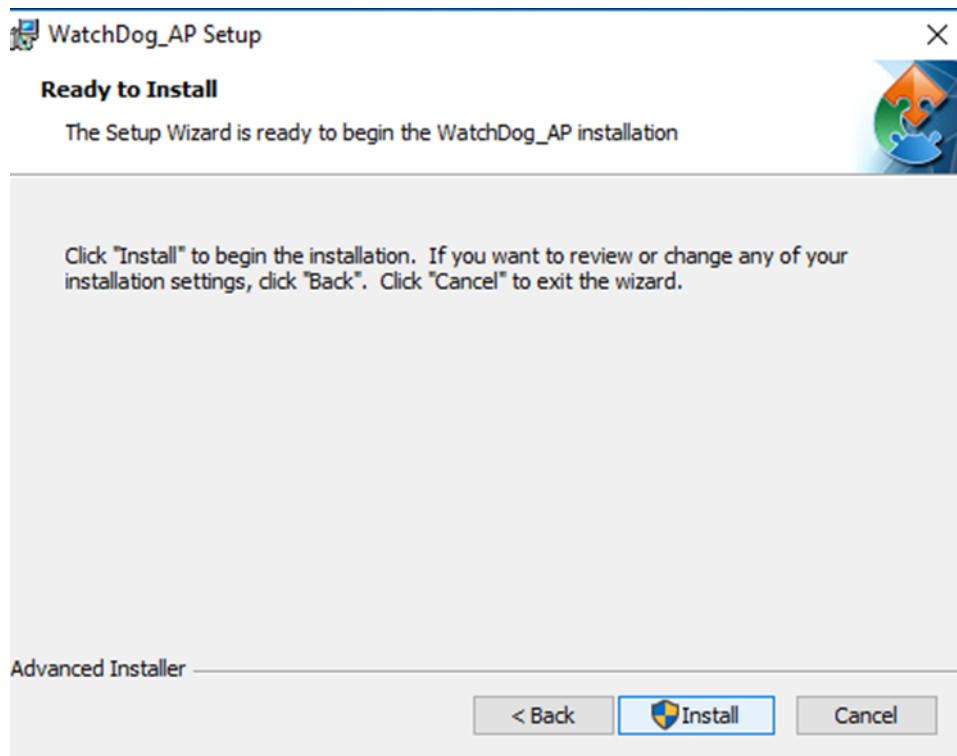 WatchDog_AP Setup
Ready to Install
The Setup Wizard is ready to begin the WatchDog_AP installation
Click "Install" to begin the installation.  If you want to review or change any of your
installation settings, click "Back".  Click "Cancel" to exit the wizard.
Advanced Installer
< Back
Install
Cancel